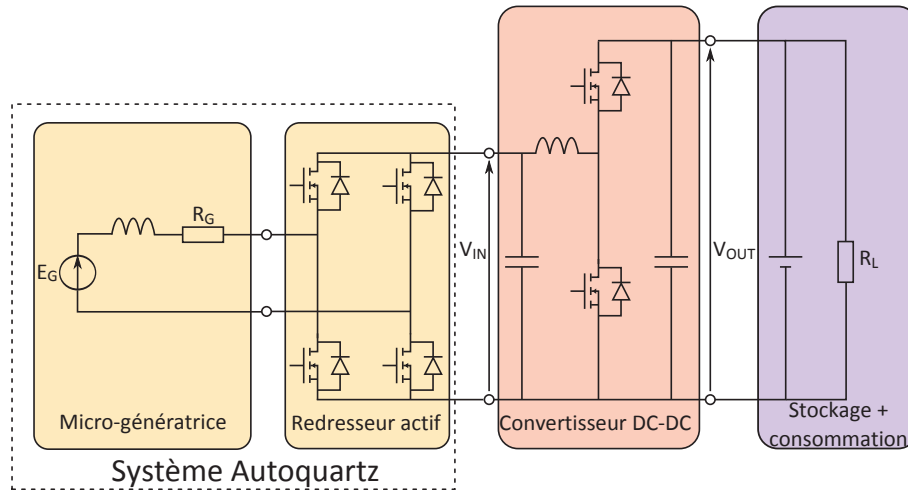 R_G
E_G
V_IN
V_OUT
R_L
Micro-génératrice
Redresseur actif
Convertisseur DC-DC
Stockage +
consommation
Système Autoquartz